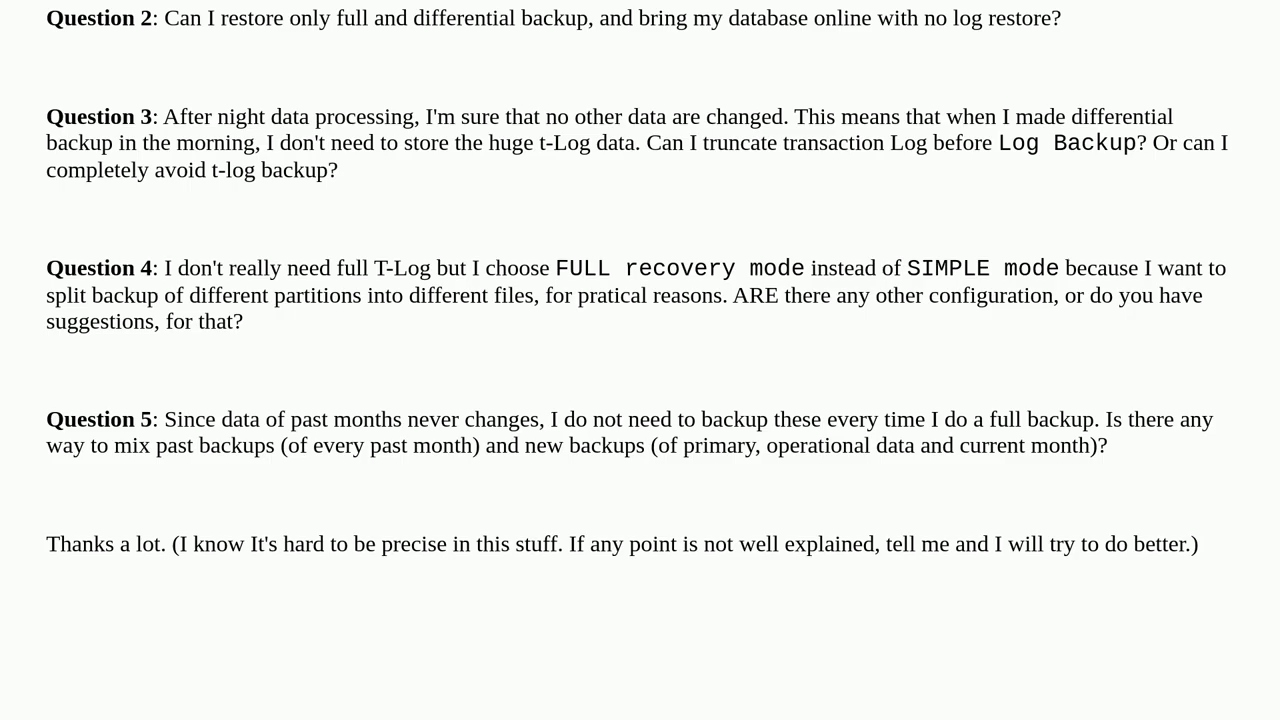 Question 2: Can I restore only full and differential backup, and bring my database online with no log restore?
Question 3: After night data processing, I'm sure that no other data are changed. This means that when I made differential
backup in the morning, I don't need to store the huge t-Log data. Can I truncate transaction Log before Log Backup? Or can I
completely avoid t-log backup?
Question 4: I don't really need full T-Log but I choose FULL recovery mode instead of SIMPLE mode because I want to
split backup of different partitions into different files, for pratical reasons. ARE there any other configuration, or do you have
suggestions, for that?
Question 5: Since data of past months never changes, I do not need to backup these every time I do a full backup. Is there any
way to mix past backups (of every past month) and new backups (of primary, operational data and current month)?
Thanks a lot. (I know It's hard to be precise in this stuff. If any point is not well explained, tell me and I will try to do better.)